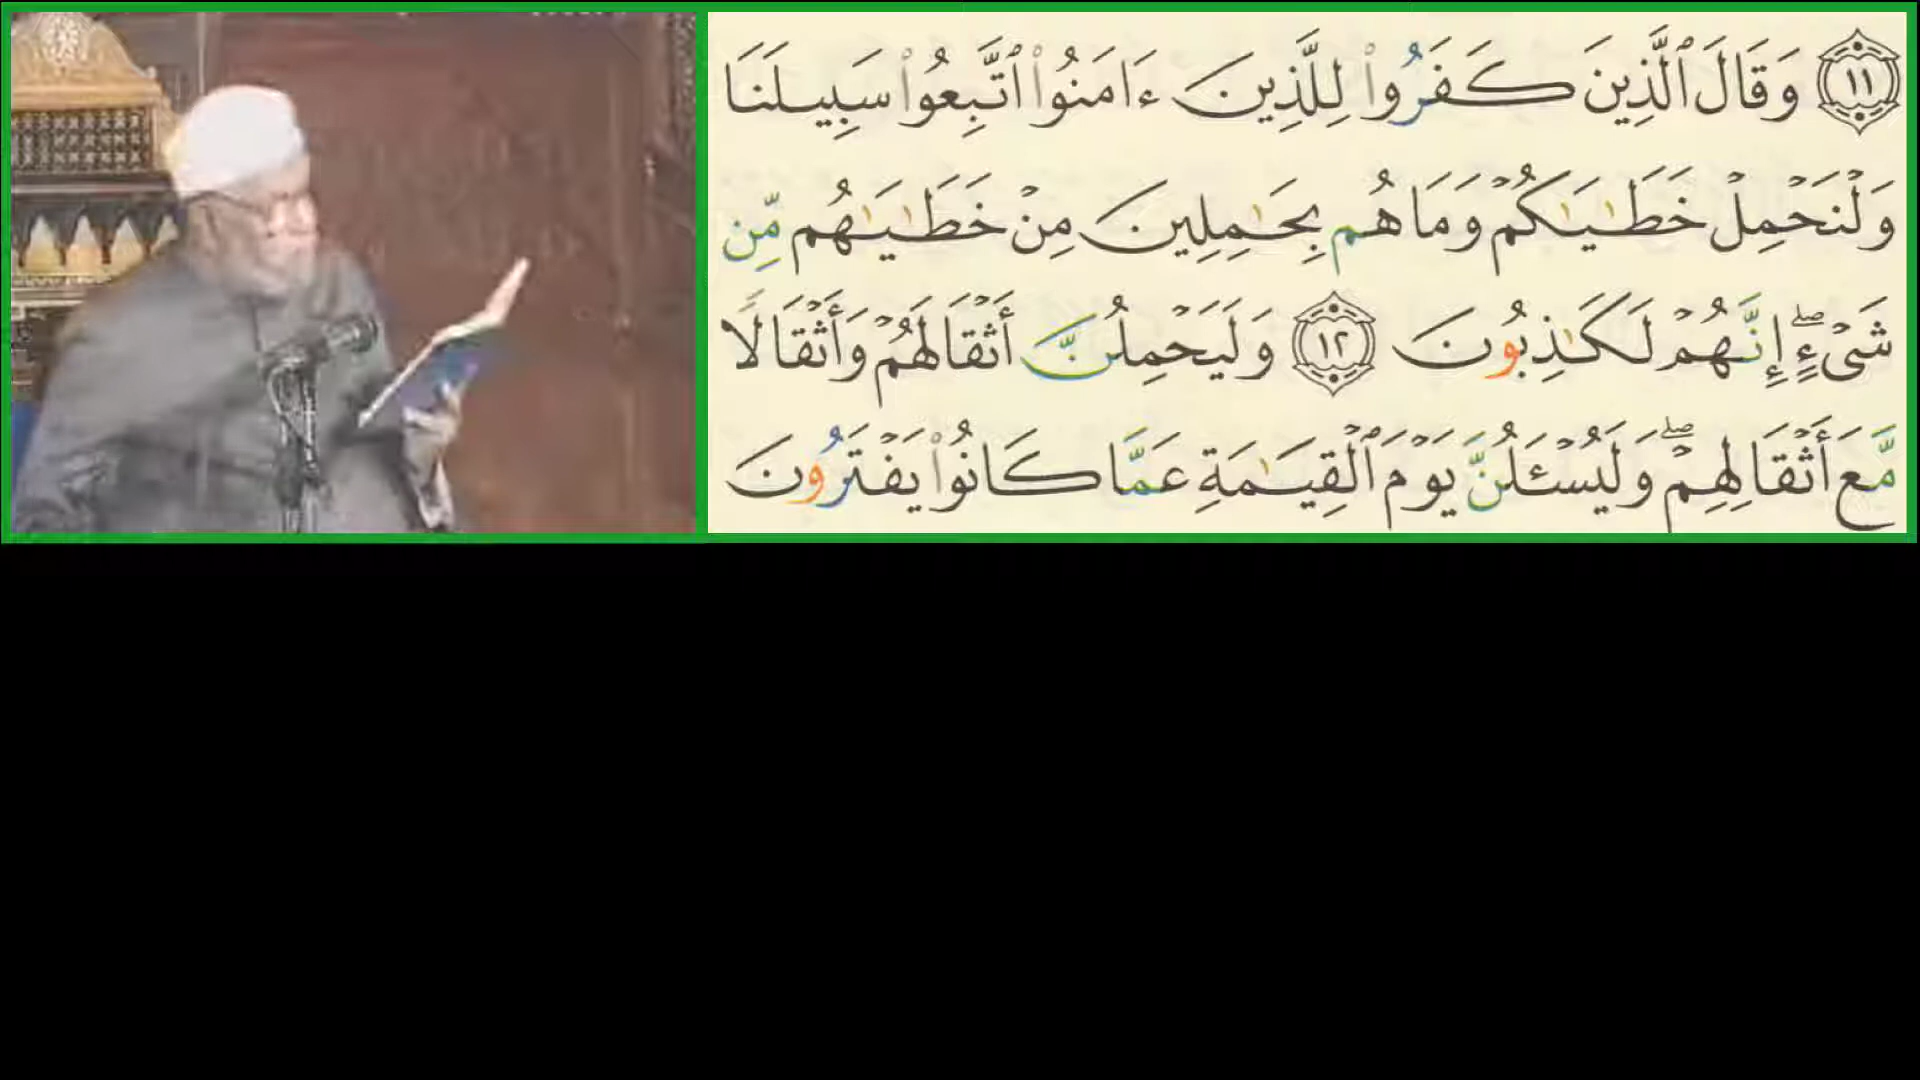 ١١ وَقَالَ ٱلَّذِينَ كَفَرُوا۟ لِلَّذِينَ ءَامَنُوا۟ ٱتَّبِعُوا۟ سَبِيلَنَا
وَلْنَحْمِلْ خَطَـٰيَـٰكُمْ وَمَا هُم بِحَـٰمِلِينَ مِنْ خَطَـٰيَـٰهُم مِّن
شَىْءٍ ۖ إِنَّهُمْ لَكَـٰذِبُونَ ١٢ وَلَيَحْمِلُنَّ أَثْقَالَهُمْ وَأَثْقَالًا
مَّعَ أَثْقَالِهِمْ ۖ وَلَيُسْـَٔلُنَّ يَوْمَ ٱلْقِيَـٰمَةِ عَمَّا كَانُوا۟ يَفْتَرُونَ